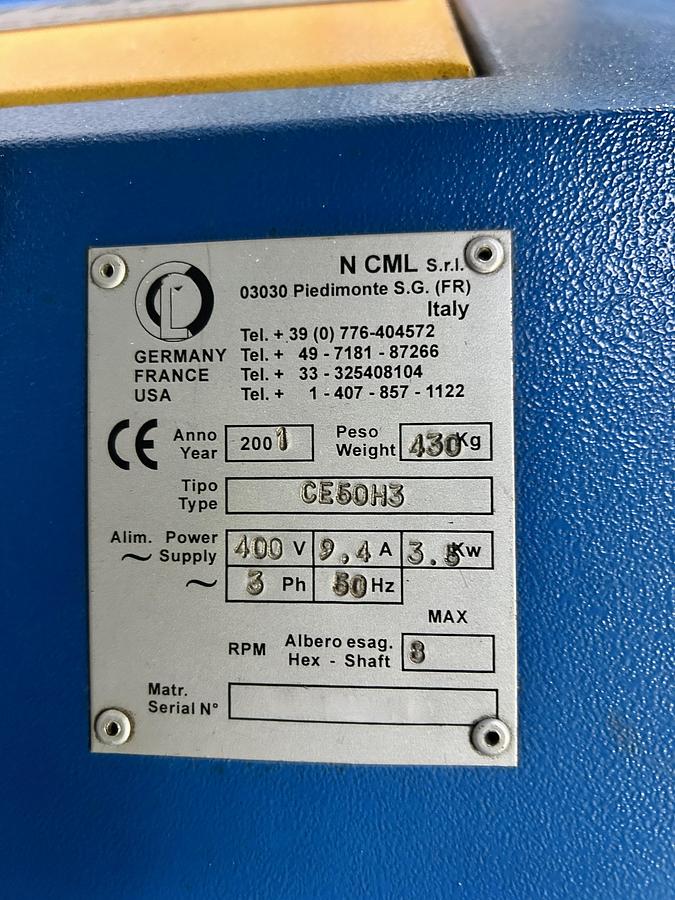 N CML S.r.l.
03030 Piedimonte S.G. (FR)
Italy
Tel. + 39 (0) 776-404572
GERMANY Tel. + 49 - 7181 - 87266
FRANCE Tel. + 33 - 325408104
USA Tel. + 1 - 407 - 857 - 1122
CE Anno Year 2001 Peso Weight 430 Kg
Tipo
Type CE50H3
Alim. Power
~ Supply 400 V 9.4 A 3.5 Kw
~ 3 Ph 50 Hz
MAX
RPM Albero esag.
Hex - Shaft 8
Matr.
Serial N°